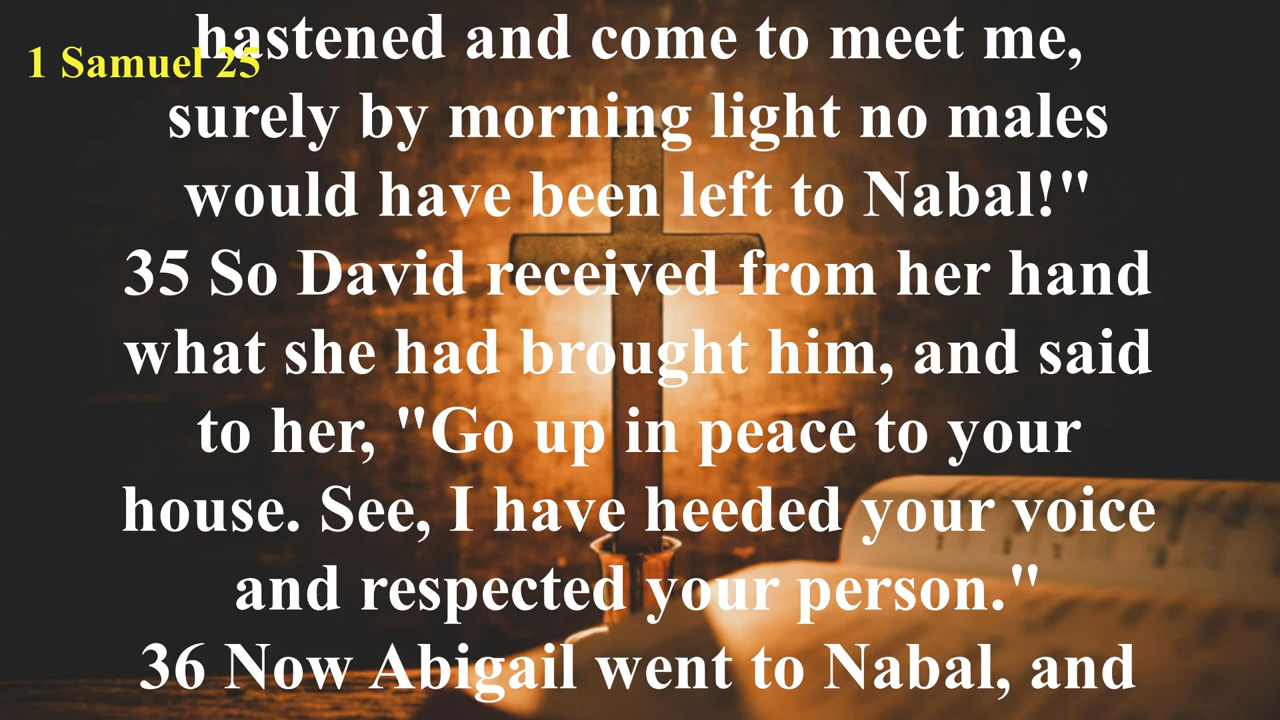 1 Samuel 25
hastened and come to meet me,
surely by morning light no males
would have been left to Nabal!"
35 So David received from her hand
what she had brought him, and said
to her, "Go up in peace to your
house. See, I have heeded your voice
and respected your person."
36 Now Abigail went to Nabal, and